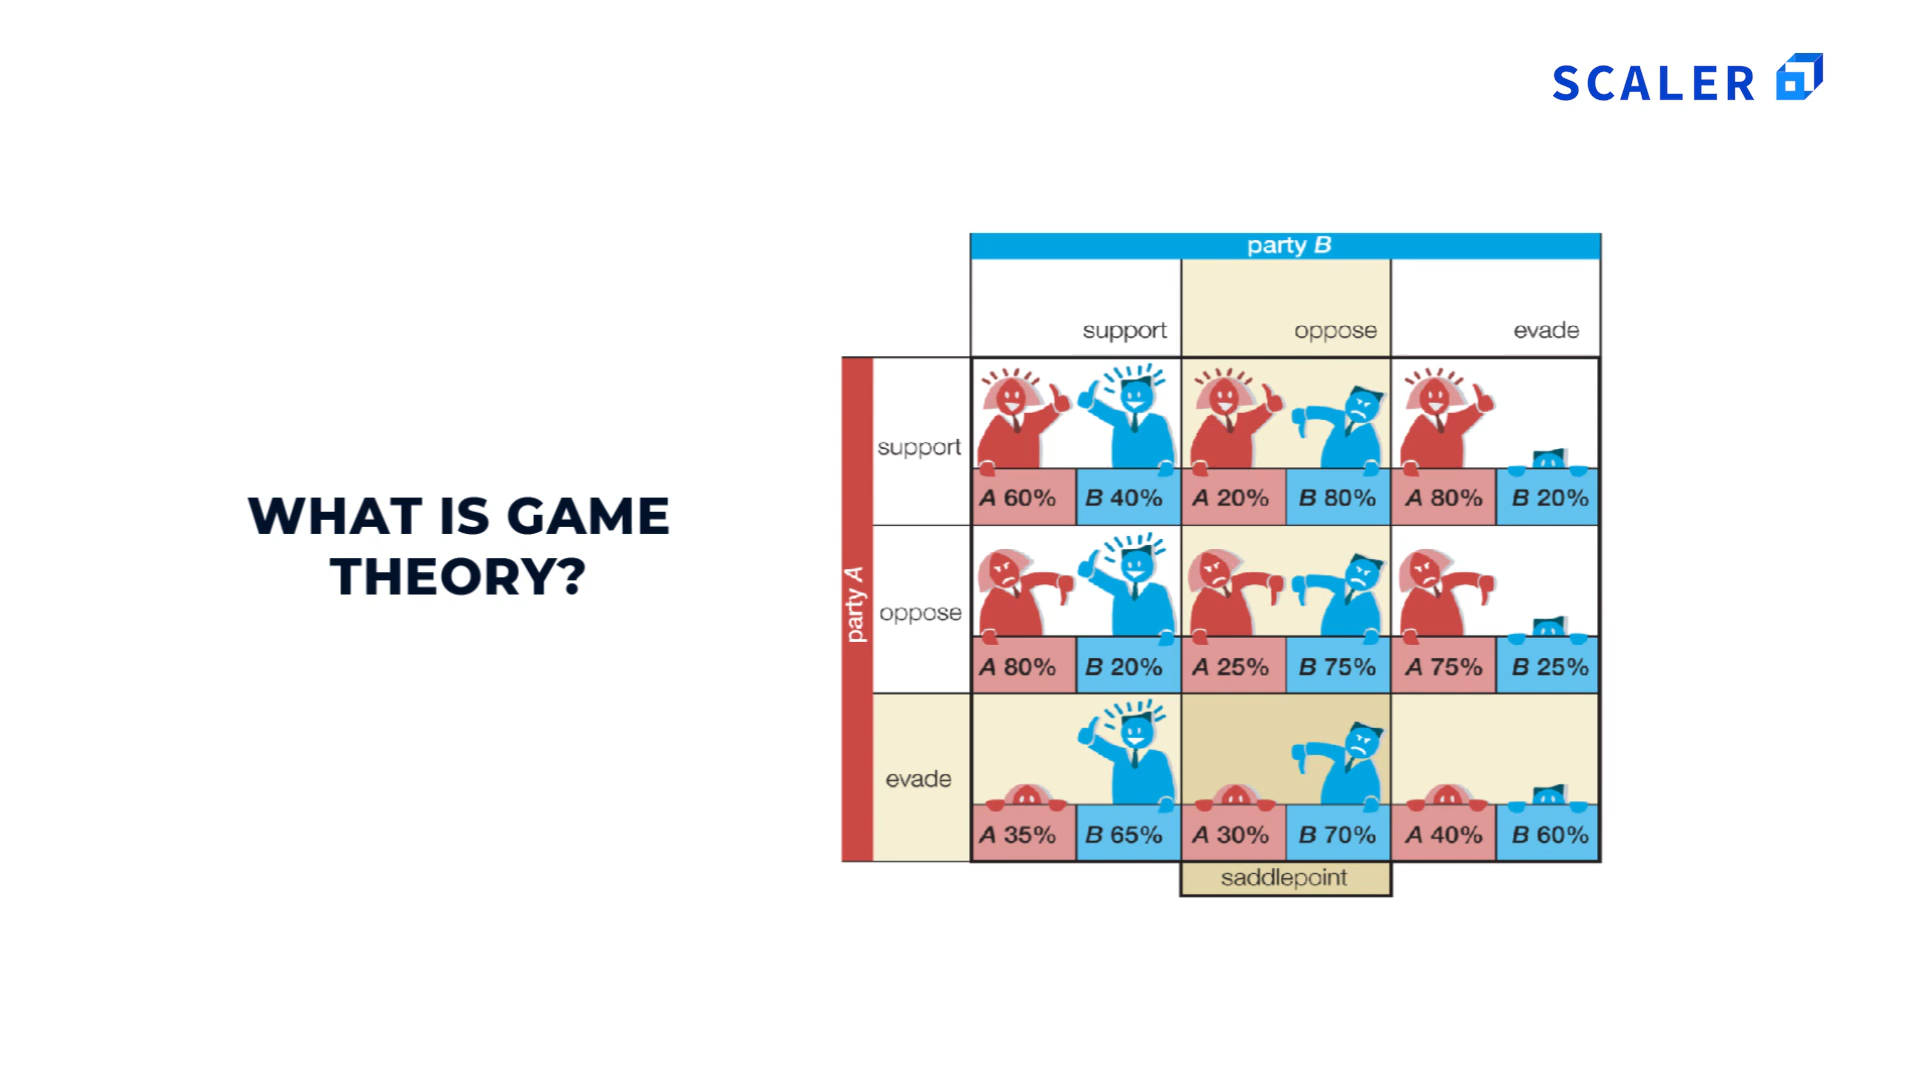 SCALER
WHAT IS GAME
THEORY?
party B
support oppose evade
party A
support
A 60% B 40% A 20% B 80% A 80% B 20%
oppose
A 80% B 20% A 25% B 75% A 75% B 25%
evade
A 35% B 65% A 30% B 70% A 40% B 60%
saddlepoint